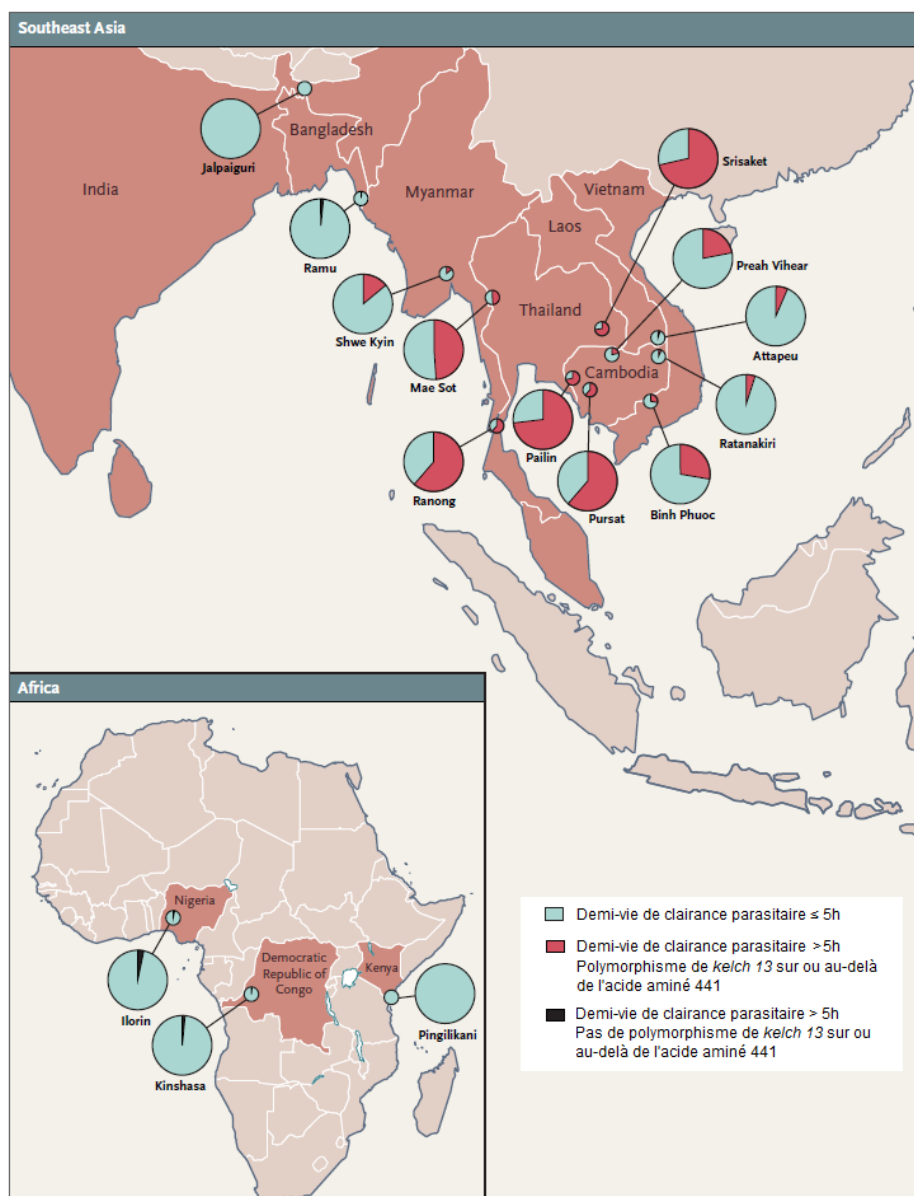 Southeast Asia
Jalpaiguri
Bangladesh
India
Myanmar
Ramu
Srisaket
Vietnam
Laos
Preah Vihear
Shwe Kyin
Thailand
Attapeu
Mae Sot
Cambodia
Ratanakiri
Pailin
Ranong
Pursat
Binh Phuoc
Africa
Nigeria
Democratic
Republic of
Congo
Kenya
Ilorin
Pingilikani
Kinshasa
Demi-vie de clairance parasitaire ≤ 5h
Demi-vie de clairance parasitaire >5h
Polymorphisme de kelch 13 sur ou au-delà
de l'acide aminé 441
Demi-vie de clairance parasitaire > 5h
Pas de polymorphisme de kelch 13 sur ou
au-delà de l'acide aminé 441